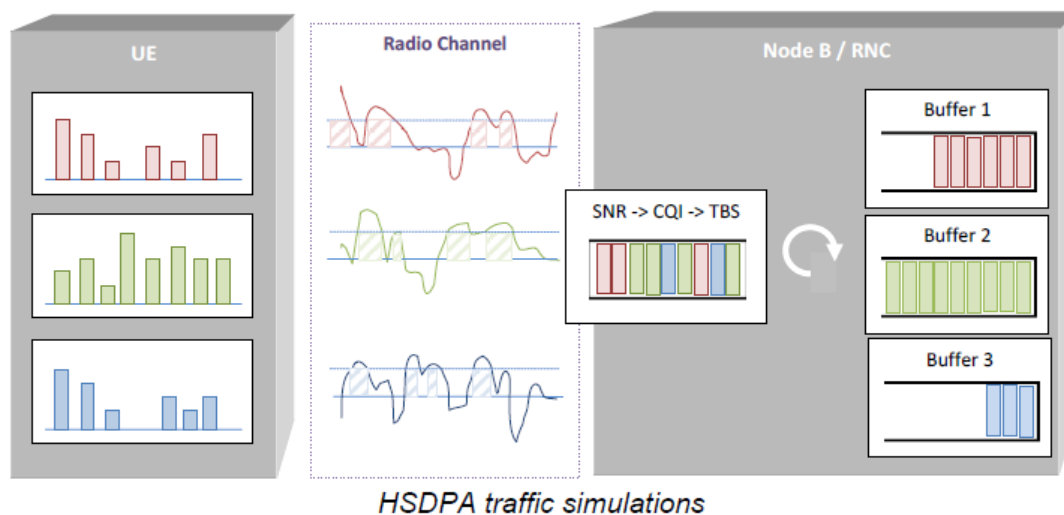 UE
Radio Channel
Node B / RNC
Buffer 1
SNR -> CQI -> TBS
Buffer 2
Buffer 3
HSDPA traffic simulations